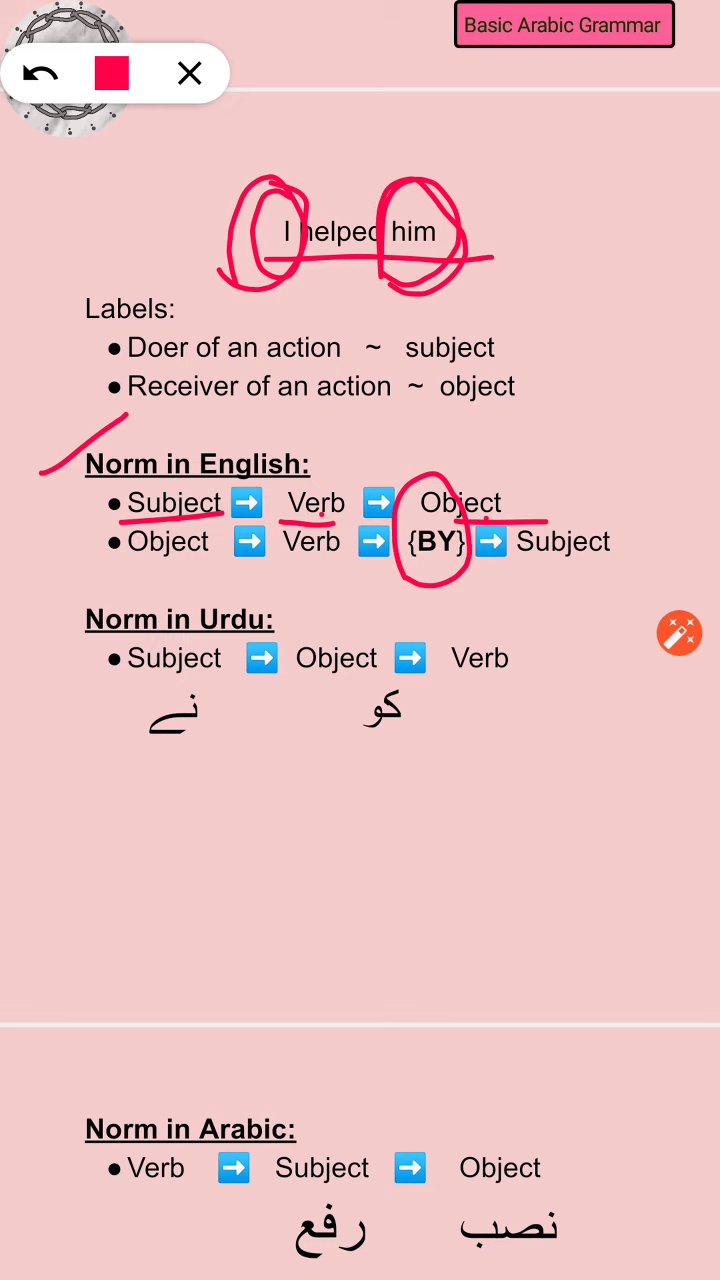 Basic Arabic Grammar
I helped him
Labels:
● Doer of an action ~ subject
● Receiver of an action ~ object
Norm in English:
● Subject ➡ Verb ➡ Object
● Object ➡ Verb ➡ {BY} ➡ Subject
Norm in Urdu:
● Subject ➡ Object ➡ Verb
نے کو
Norm in Arabic:
● Verb ➡ Subject ➡ Object
رفع نصب